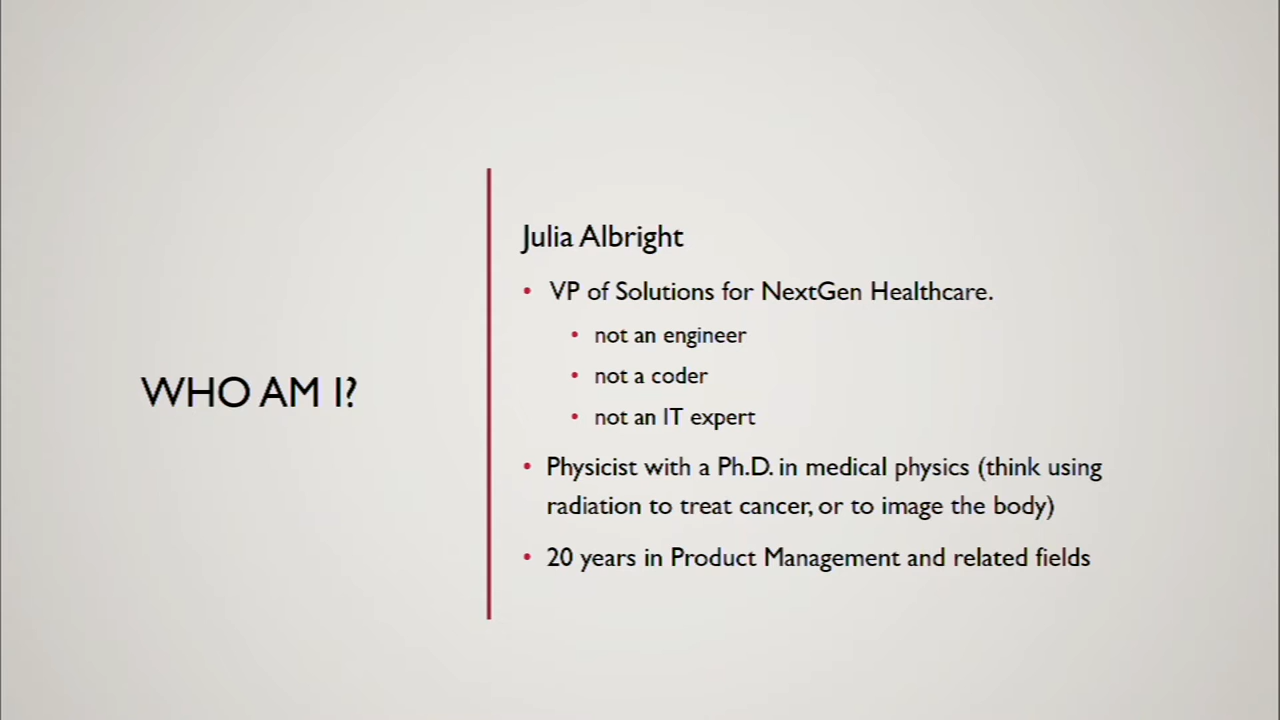 WHO AM I?
Julia Albright
• VP of Solutions for NextGen Healthcare.
• not an engineer
• not a coder
• not an IT expert
• Physicist with a Ph.D. in medical physics (think using
radiation to treat cancer, or to image the body)
• 20 years in Product Management and related fields